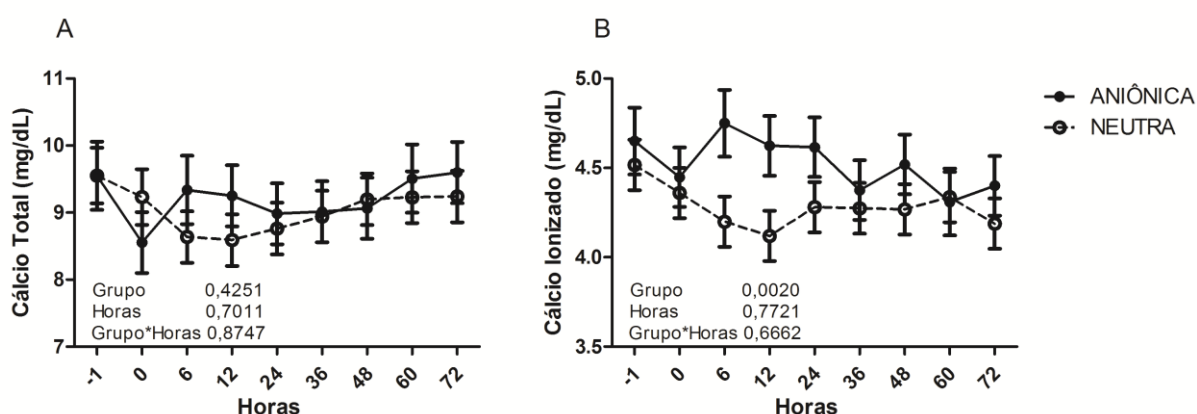 A
Cálcio Total (mg/dL)
11
10
9
8
7
Grupo 0,4251
Horas 0,7011
Grupo*Horas 0,8747
-1 0 6 12 24 36 48 60 72
Horas
B
Cálcio Ionizado (mg/dL)
5.0
4.5
4.0
3.5
Grupo 0,0020
Horas 0,7721
Grupo*Horas 0,6662
-1 0 6 12 24 36 48 60 72
Horas
ANIÔNICA
NEUTRA